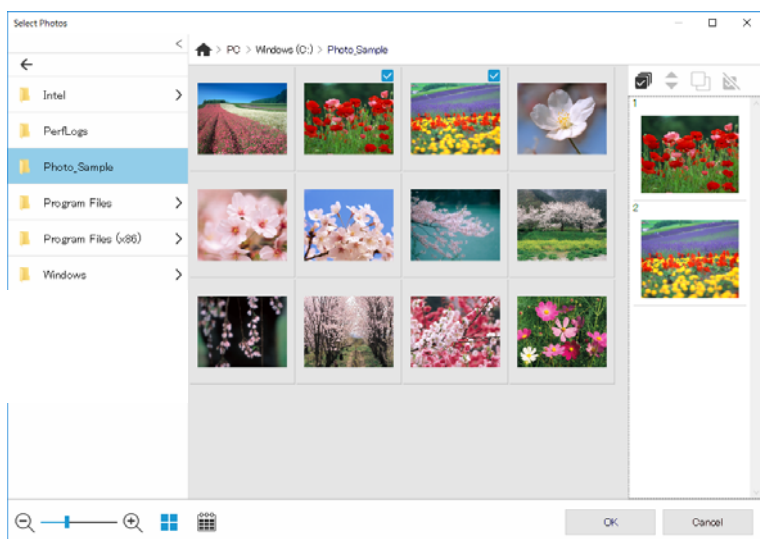 Select Photos
<
PC > Windows (C:) > Photo_Sample
Intel
PerfLogs
Photo_Sample
Program Files
Program Files (x86)
Windows
1
2
OK
Cancel